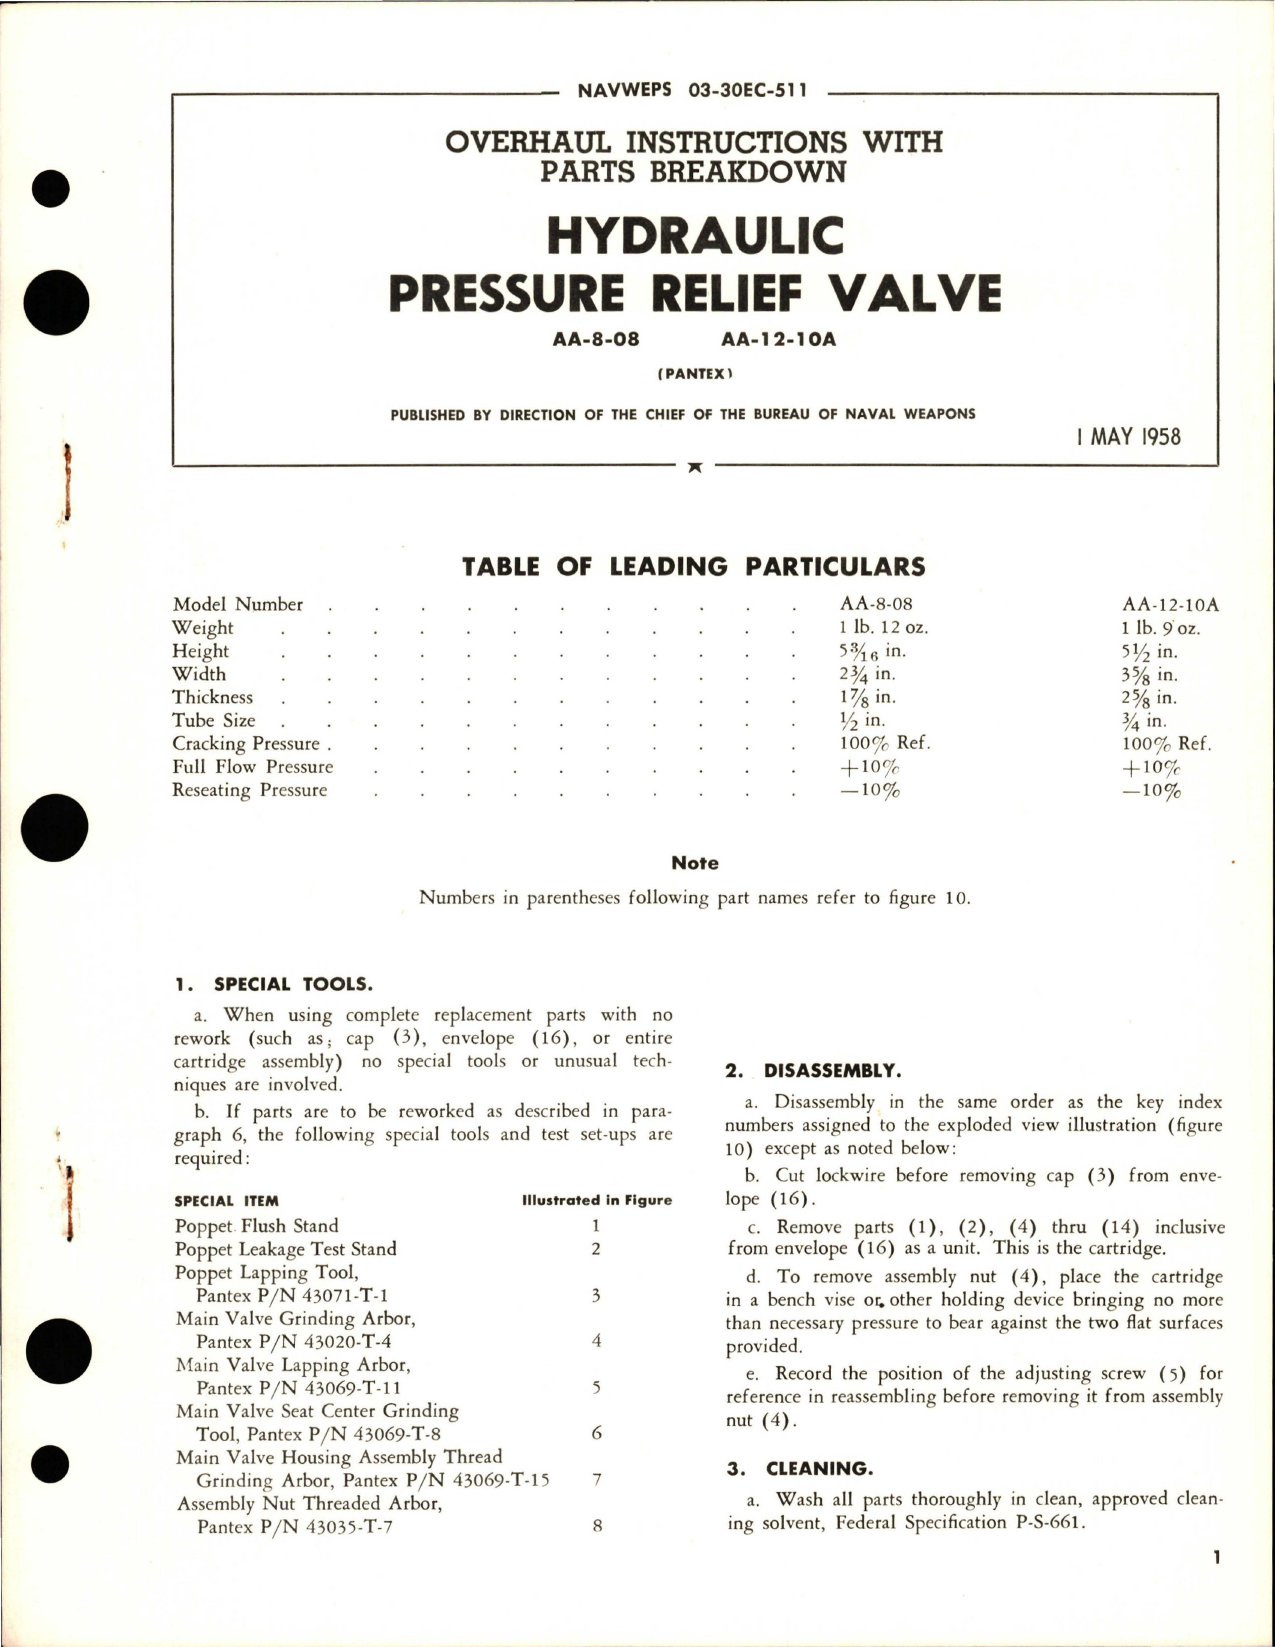 NAVWEPS 03-30EC-511
OVERHAUL INSTRUCTIONS WITH
PARTS BREAKDOWN
HYDRAULIC
PRESSURE RELIEF VALVE
AA-8-08 AA-12-10A
(PANTEX)
PUBLISHED BY DIRECTION OF THE CHIEF OF THE BUREAU OF NAVAL WEAPONS
1 MAY 1958
TABLE OF LEADING PARTICULARS
Model Number . . . . . . . . . . . AA-8-08 AA-12-10A
Weight . . . . . . . . . . . . 1 lb. 12 oz. 1 lb. 9 oz.
Height . . . . . . . . . . . . 5 3/16 in. 5½ in.
Width . . . . . . . . . . . . 2¾ in. 3⅝ in.
Thickness . . . . . . . . . . . . 1⅞ in. 2⅝ in.
Tube Size . . . . . . . . . . . . ½ in. ¾ in.
Cracking Pressure . . . . . . . . . . . 100% Ref. 100% Ref.
Full Flow Pressure . . . . . . . . . . +10% +10%
Reseating Pressure . . . . . . . . . . —10% —10%
Note
Numbers in parentheses following part names refer to figure 10.
1. SPECIAL TOOLS.
a. When using complete replacement parts with no
rework (such as; cap (3), envelope (16), or entire
cartridge assembly) no special tools or unusual tech-
niques are involved.
b. If parts are to be reworked as described in para-
graph 6, the following special tools and test set-ups are
required:
SPECIAL ITEM Illustrated in Figure
Poppet Flush Stand 1
Poppet Leakage Test Stand 2
Poppet Lapping Tool,
Pantex P/N 43071-T-1 3
Main Valve Grinding Arbor,
Pantex P/N 43020-T-4 4
Main Valve Lapping Arbor,
Pantex P/N 43069-T-11 5
Main Valve Seat Center Grinding
Tool, Pantex P/N 43069-T-8 6
Main Valve Housing Assembly Thread
Grinding Arbor, Pantex P/N 43069-T-15 7
Assembly Nut Threaded Arbor,
Pantex P/N 43035-T-7 8
2. DISASSEMBLY.
a. Disassembly in the same order as the key index
numbers assigned to the exploded view illustration (figure
10) except as noted below:
b. Cut lockwire before removing cap (3) from enve-
lope (16).
c. Remove parts (1), (2), (4) thru (14) inclusive
from envelope (16) as a unit. This is the cartridge.
d. To remove assembly nut (4), place the cartridge
in a bench vise or other holding device bringing no more
than necessary pressure to bear against the two flat surfaces
provided.
e. Record the position of the adjusting screw (5) for
reference in reassembling before removing it from assembly
nut (4).
3. CLEANING.
a. Wash all parts thoroughly in clean, approved clean-
ing solvent, Federal Specification P-S-661.
1